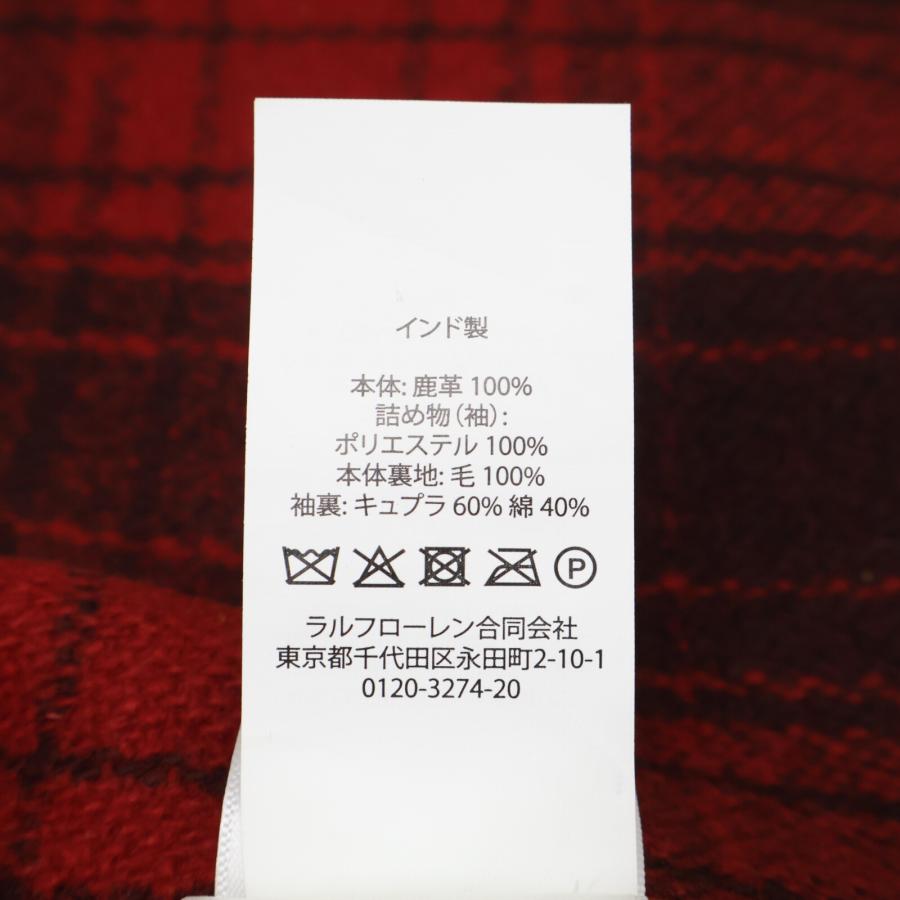 インド製
本体: 鹿革 100%
詰め物(袖):
ポリエステル 100%
本体裏地: 毛 100%
袖裏: キュプラ 60% 綿 40%
P
ラルフローレン合同会社
東京都千代田区永田町2-10-1
0120-3274-20